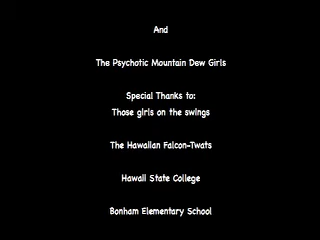 And
The Psychotic Mountain Dew Girls
Special Thanks to:
Those girls on the swings
The Hawaiian Falcon-Twats
Hawaii State College
Bonham Elementary School